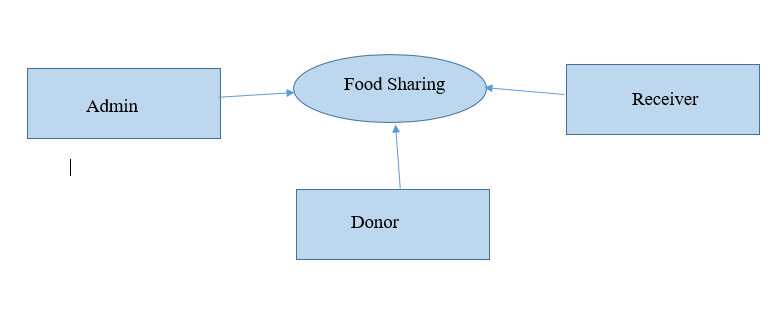 Food Sharing
Admin
Receiver
Donor